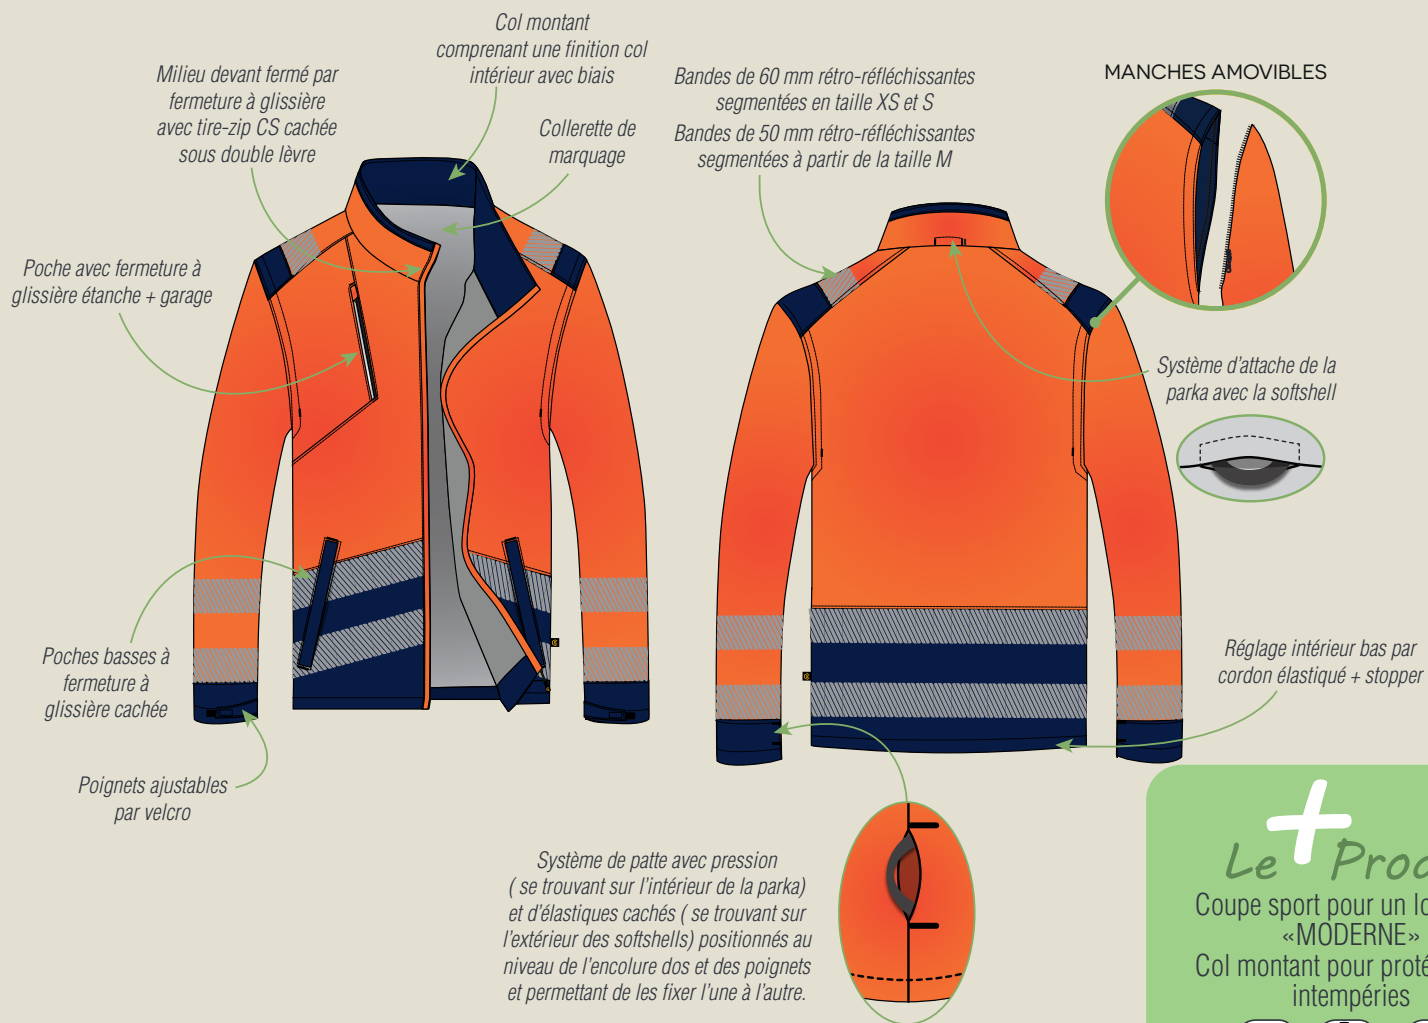 Col montant
comprenant une finition col
intérieur avec biais
Milieu devant fermé par
fermeture à glissière
avec tire-zip CS cachée
sous double lèvre
Collerette de
marquage
Bandes de 60 mm rétro-réfléchissantes
segmentées en taille XS et S
Bandes de 50 mm rétro-réfléchissantes
segmentées à partir de la taille M
MANCHES AMOVIBLES
Poche avec fermeture à
glissière étanche + garage
Système d'attache de la
parka avec la softshell
Poches basses à
fermeture à
glissière cachée
Réglage intérieur bas par
cordon élastiqué + stopper
Poignets ajustables
par velcro
Système de patte avec pression
( se trouvant sur l'intérieur de la parka)
et d'élastiques cachés ( se trouvant sur
l'extérieur des softshells) positionnés au
niveau de l'encolure dos et des poignets
et permettant de les fixer l'une à l'autre.
Le + 
Coupe sport pour un
«MODERNE»
Col montant pour
intempéries